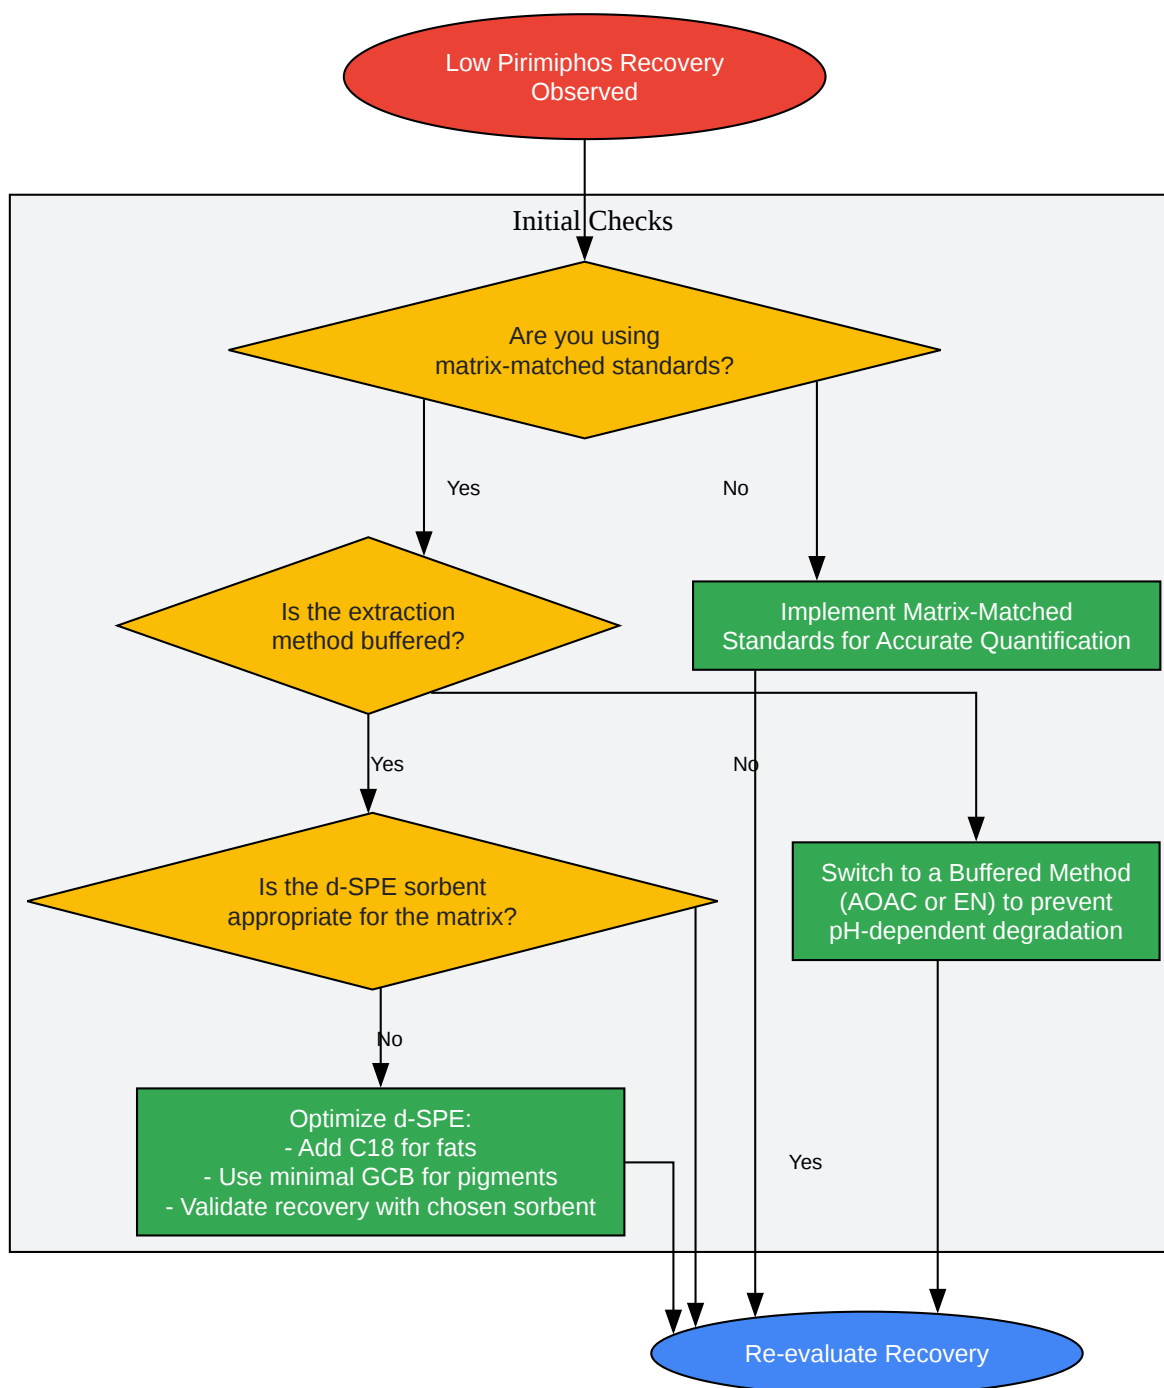 Low Pirimiphos Recovery
Observed
Initial Checks
Are you using
matrix-matched standards?
Yes
No
Is the extraction
method buffered?
Implement Matrix-Matched
Standards for Accurate Quantification
Yes
No
Is the d-SPE sorbent
appropriate for the matrix?
Switch to a Buffered Method
(AOAC or EN) to prevent
pH-dependent degradation
No
Optimize d-SPE:
- Add C18 for fats
- Use minimal GCB for pigments
- Validate recovery with chosen sorbent
Yes
Re-evaluate Recovery